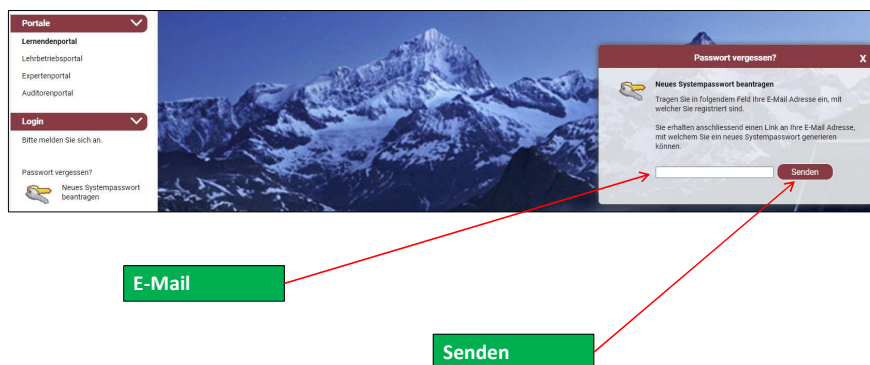 Portale
Lernendenportal
Lehrbetriebsportal
Expertenportal
Auditorenportal
Login
Bitte melden Sie sich an.
Passwort vergessen?
Neues Systempasswort
beantragen
Passwort vergessen? X
Neues Systempasswort beantragen
Tragen Sie in folgendem Feld Ihre E-Mail Adresse ein, mit
welcher Sie registriert sind.
Sie erhalten anschliessend einen Link an Ihre E-Mail Adresse,
mit welchem Sie ein neues Systempasswort generieren
können.
Senden
E-Mail
Senden